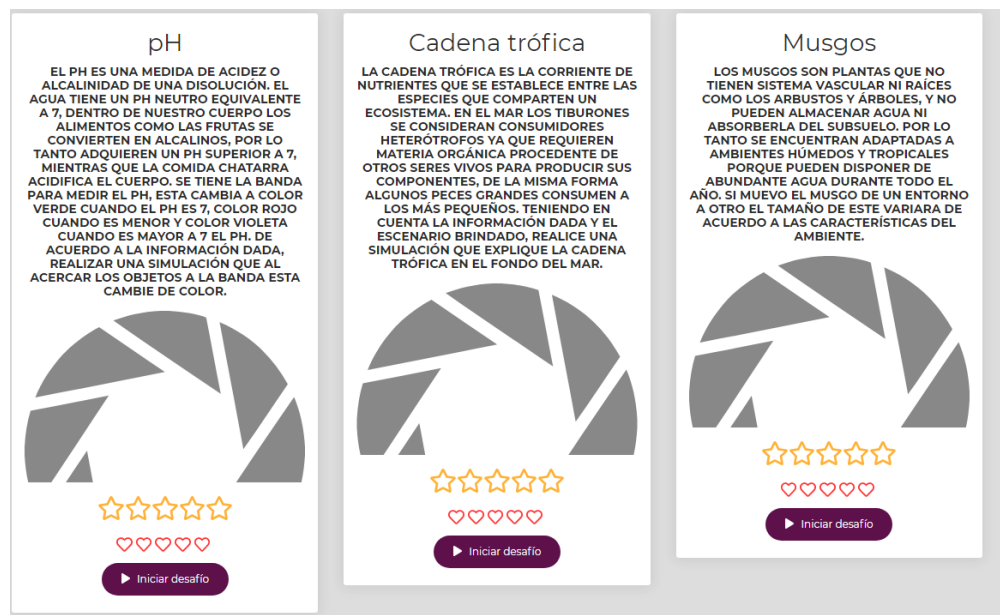 pH
EL PH ES UNA MEDIDA DE ACIDEZ O
ALCALINIDAD DE UNA DISOLUCIÓN. EL
AGUA TIENE UN PH NEUTRO EQUIVALENTE
A 7, DENTRO DE NUESTRO CUERPO LOS
ALIMENTOS COMO LAS FRUTAS SE
CONVIERTEN EN ALCALINOS, POR LO
TANTO ADQUIEREN UN PH SUPERIOR A 7,
MIENTRAS QUE LA COMIDA CHATARRA
ACIDIFICA EL CUERPO. SE TIENE LA BANDA
PARA MEDIR EL PH, ESTA CAMBIA A COLOR
VERDE CUANDO EL PH ES 7, COLOR ROJO
CUANDO ES MENOR Y COLOR VIOLETA
CUANDO ES MAYOR A 7 EL PH. DE
ACUERDO A LA INFORMACIÓN DADA,
REALIZAR UNA SIMULACIÓN QUE AL
ACERCAR LOS OBJETOS A LA BANDA ESTA
CAMBIE DE COLOR.
Iniciar desafío
Cadena trófica
LA CADENA TRÓFICA ES LA CORRIENTE DE
NUTRIENTES QUE SE ESTABLECE ENTRE LAS
ESPECIES QUE COMPARTEN UN
ECOSISTEMA. EN EL MAR LOS TIBURONES
SE CONSIDERAN CONSUMIDORES
HETERÓTROFOS YA QUE REQUIEREN
MATERIA ORGÁNICA PROCEDENTE DE
OTROS SERES VIVOS PARA PRODUCIR SUS
COMPONENTES, DE LA MISMA FORMA
ALGUNOS PECES GRANDES CONSUMEN A
LOS MÁS PEQUEÑOS. TENIENDO EN
CUENTA LA INFORMACIÓN DADA Y EL
ESCENARIO BRINDADO, REALICE UNA
SIMULACIÓN QUE EXPLIQUE LA CADENA
TRÓFICA EN EL FONDO DEL MAR.
Iniciar desafío
Musgos
LOS MUSGOS SON PLANTAS QUE NO
TIENEN SISTEMA VASCULAR NI RAÍCES
COMO LOS ARBUSTOS Y ÁRBOLES, Y NO
PUEDEN ALMACENAR AGUA NI
ABSORBERLA DEL SUBSUELO. POR LO
TANTO SE ENCUENTRAN ADAPTADAS A
AMBIENTES HÚMEDOS Y TROPICALES
PORQUE PUEDEN DISPONER DE
ABUNDANTE AGUA DURANTE TODO EL
AÑO. SI MUEVO EL MUSGO DE UN ENTORNO
A OTRO EL TAMAÑO DE ESTE VARIARA DE
ACUERDO A LAS CARACTERÍSTICAS DEL
AMBIENTE.
Iniciar desafío